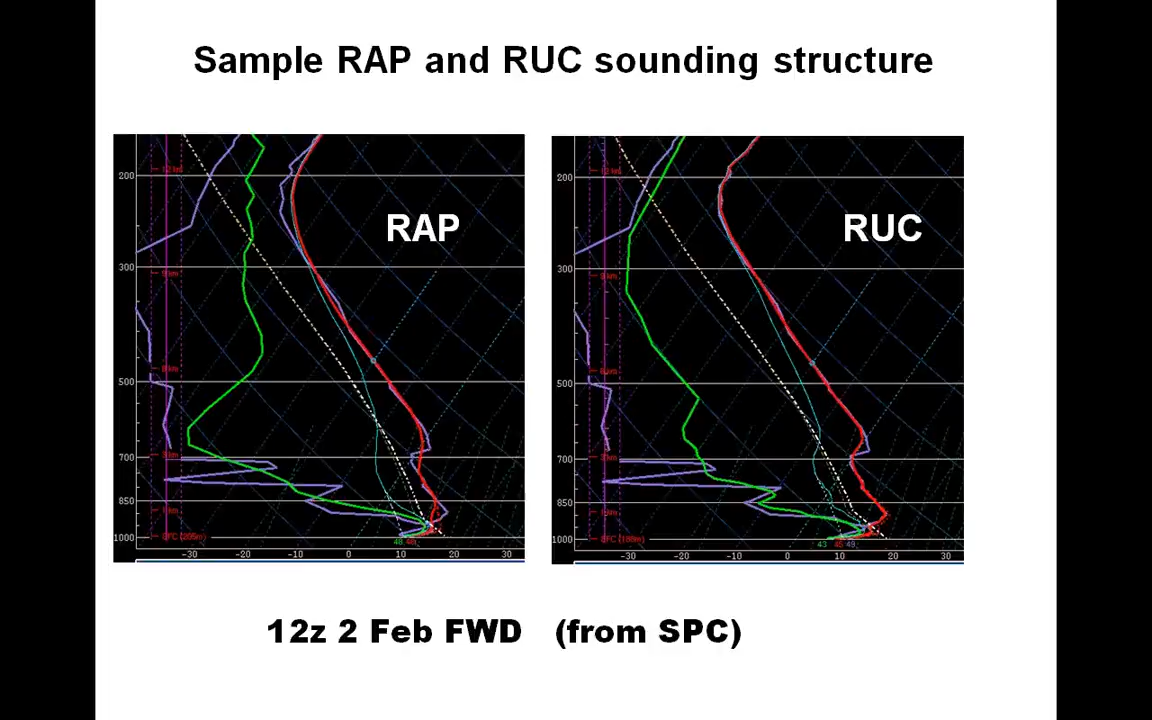 Sample RAP and RUC sounding structure
RAP
200
300
500
700
850
1000
-30 -20 -10 0 10 20 30
RUC
200
300
500
700
850
1000
-30 -20 -10 0 10 20 30
12z 2 Feb FWD (from SPC)